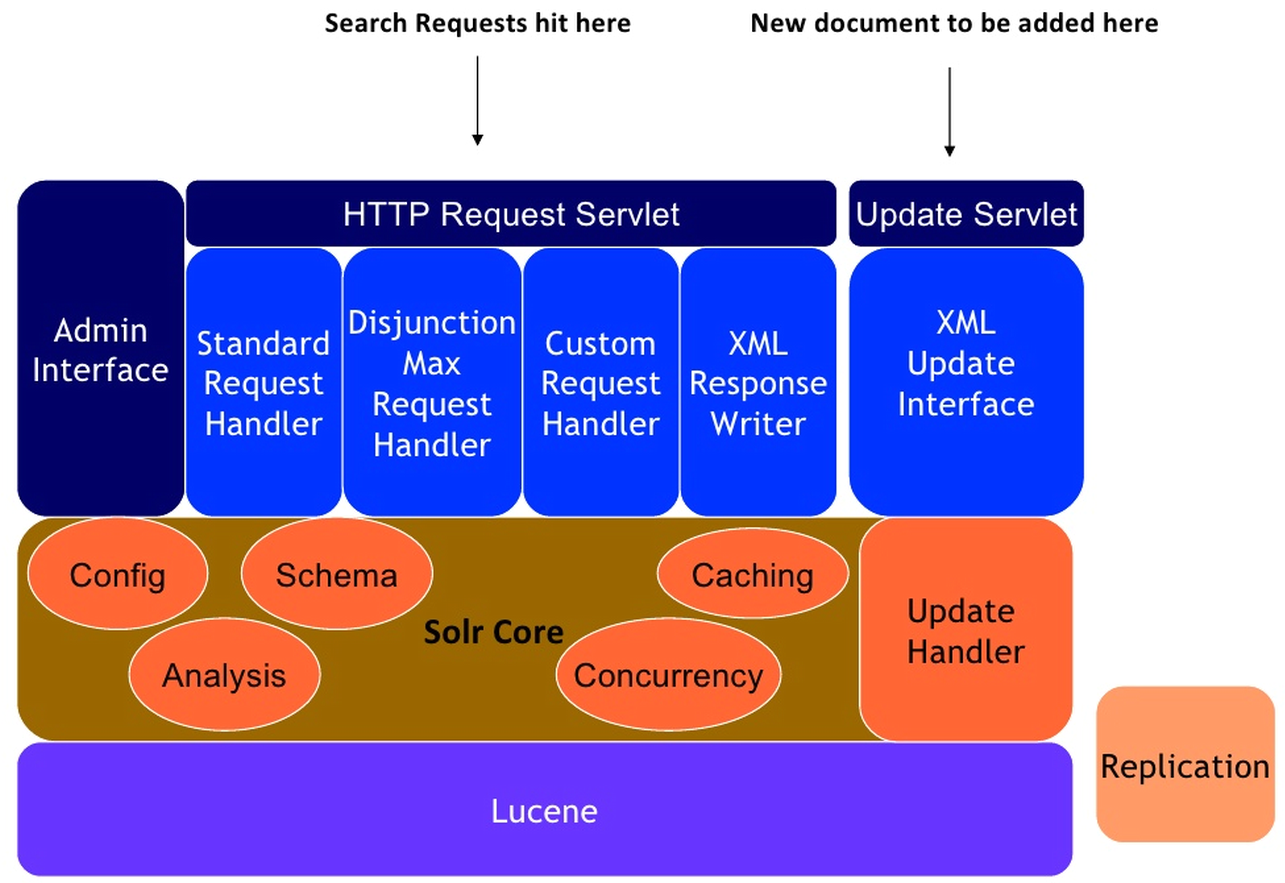 Search Requests hit here
New document to be added here
HTTP Request Servlet
Update Servlet
Admin
Interface
Standard
Request
Handler
Disjunction
Max
Request
Handler
Custom
Request
Handler
XML
Response
Writer
XML
Update
Interface
Config
Schema
Caching
Solr Core
Analysis
Concurrency
Update
Handler
Replication
Lucene